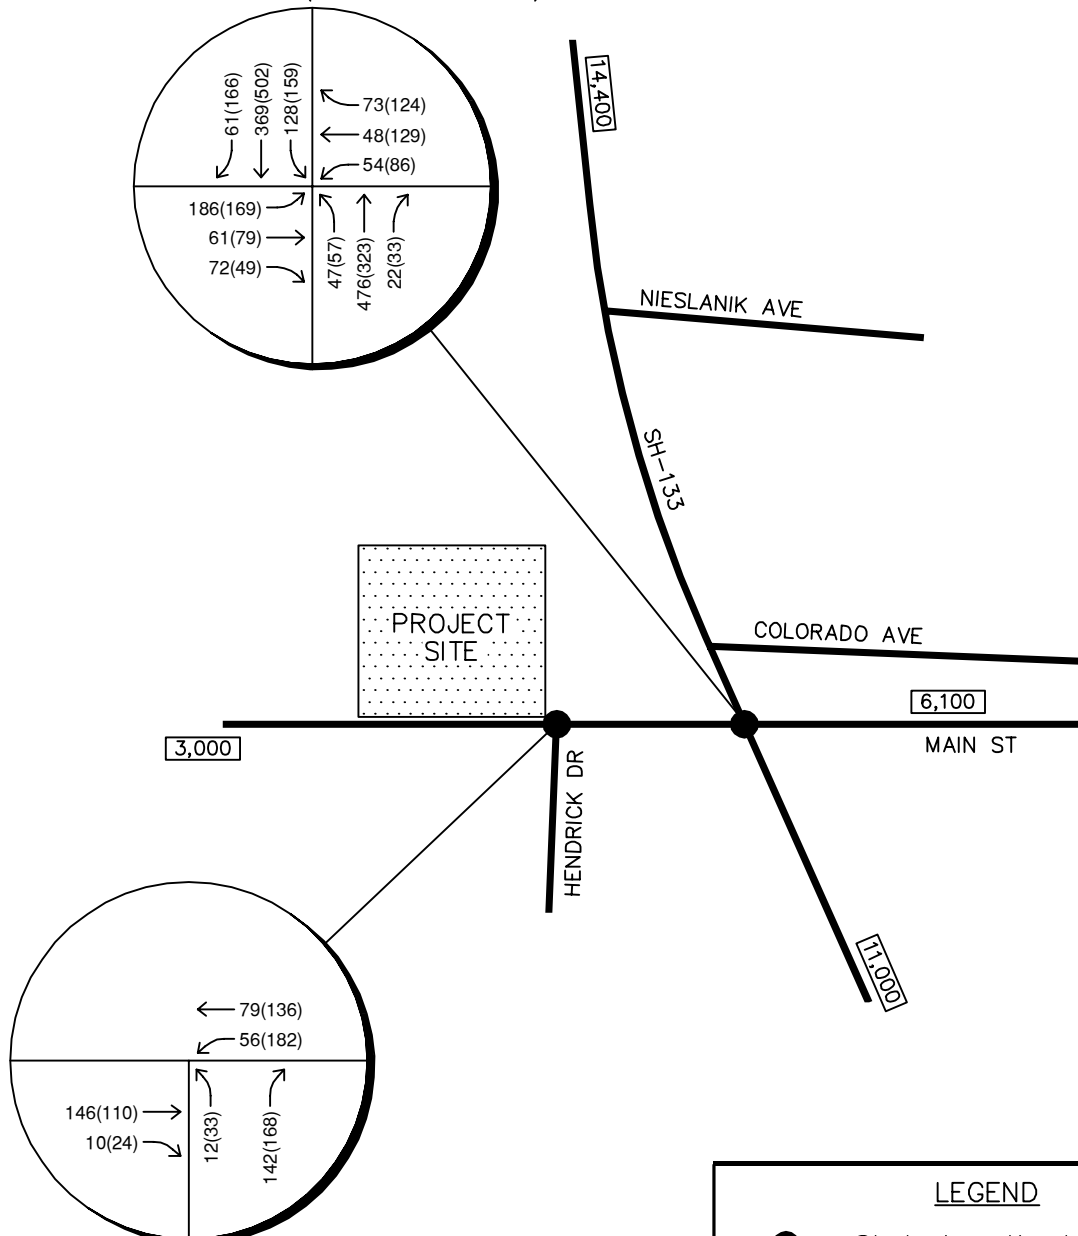 61(166)
369(502)
128(159)
73(124)
48(129)
54(86)
186(169)
61(79)
72(49)
47(57)
476(323)
22(33)
14,400
NIESLANIK AVE
SH-133
PROJECT
SITE
COLORADO AVE
6,100
3,000
MAIN ST
HENDRICK DR
11,000
79(136)
56(182)
146(110)
10(24)
12(33)
142(168)
LEGEND